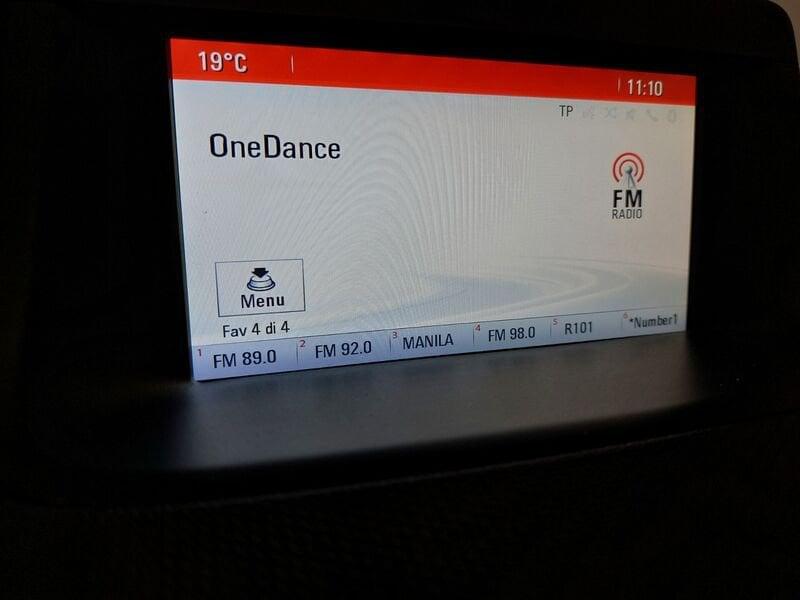 19°C
11:10
TP
OneDance
FM
RADIO
Menu
Fav 4 di 4
1 FM 89.0
2 FM 92.0
3 MANILA
4 FM 98.0
5 R101
6 *Number1